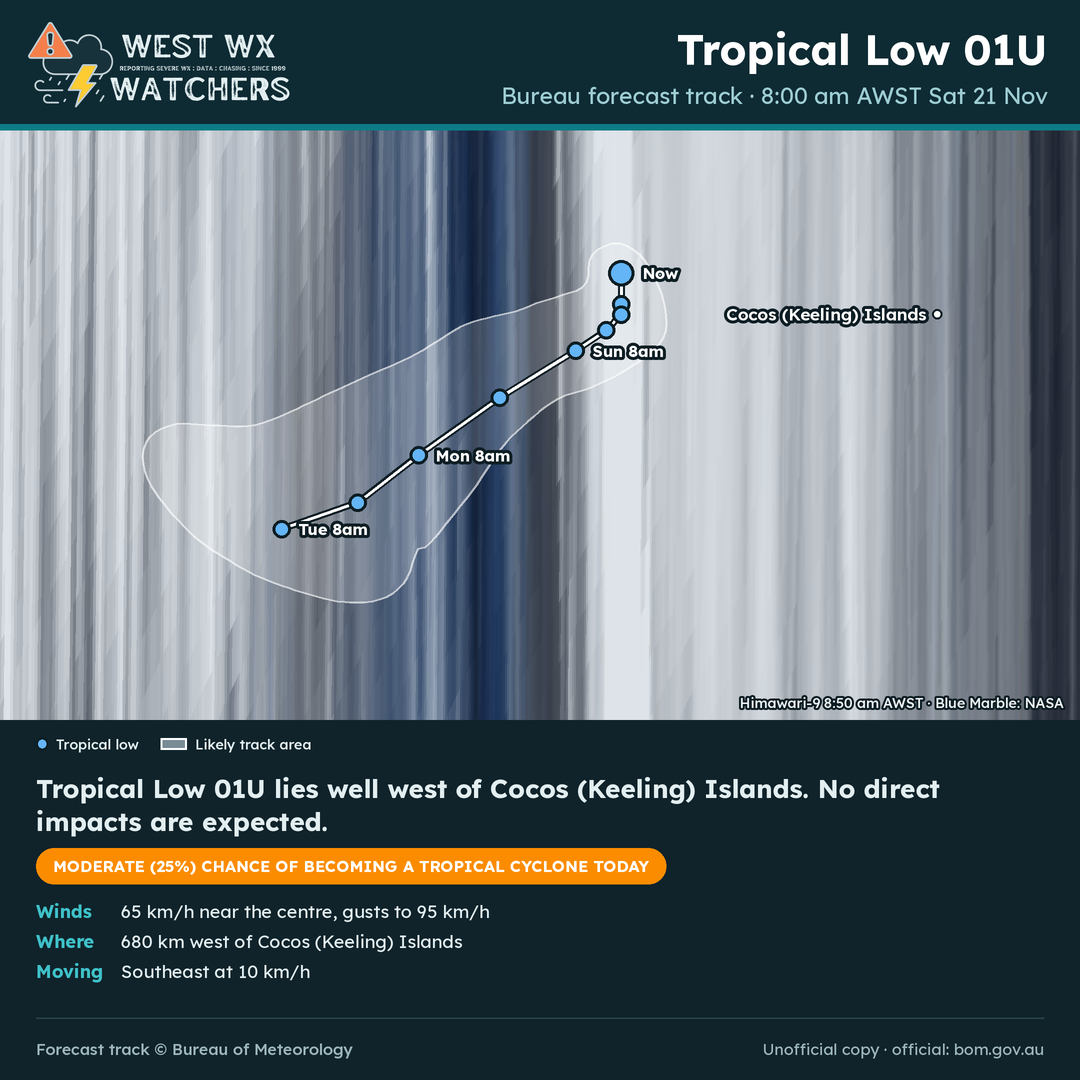 WEST WX
REPORTING SEVERE WX : DATA : CHASING : SINCE 1999
WATCHERS
Tropical Low 01U
Bureau forecast track · 8:00 am AWST Sat 21 Nov
Now
Cocos (Keeling) Islands
Sun 8am
Mon 8am
Tue 8am
Himawari-9 8:50 am AWST · Blue Marble: NASA
Tropical low
Likely track area
Tropical Low 01U lies well west of Cocos (Keeling) Islands. No direct
impacts are expected.
MODERATE (25%) CHANCE OF BECOMING A TROPICAL CYCLONE TODAY
Winds 65 km/h near the centre, gusts to 95 km/h
Where 680 km west of Cocos (Keeling) Islands
Moving Southeast at 10 km/h
Forecast track © Bureau of Meteorology
Unofficial copy · official: bom.gov.au